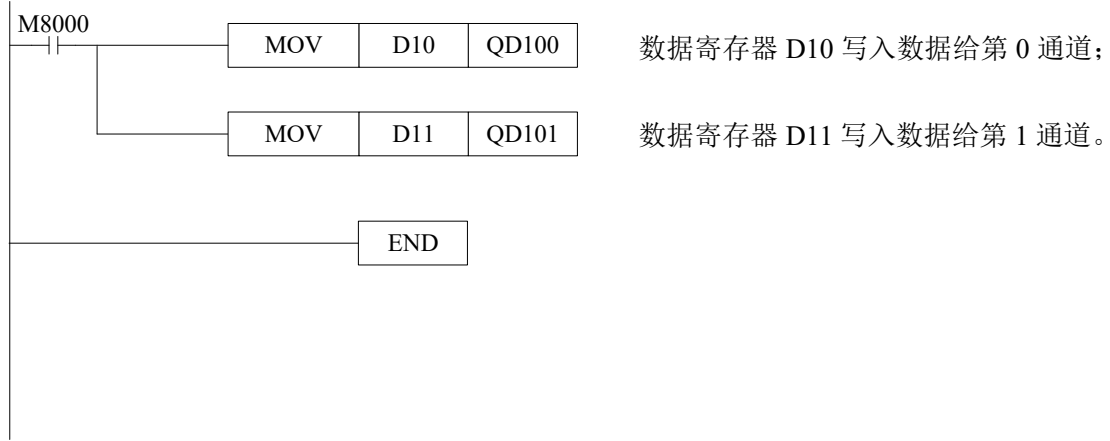 M8000
MOV D10 QD100 数据寄存器 D10 写入数据给第 0 通道;
MOV D11 QD101 数据寄存器 D11 写入数据给第 1 通道。
END